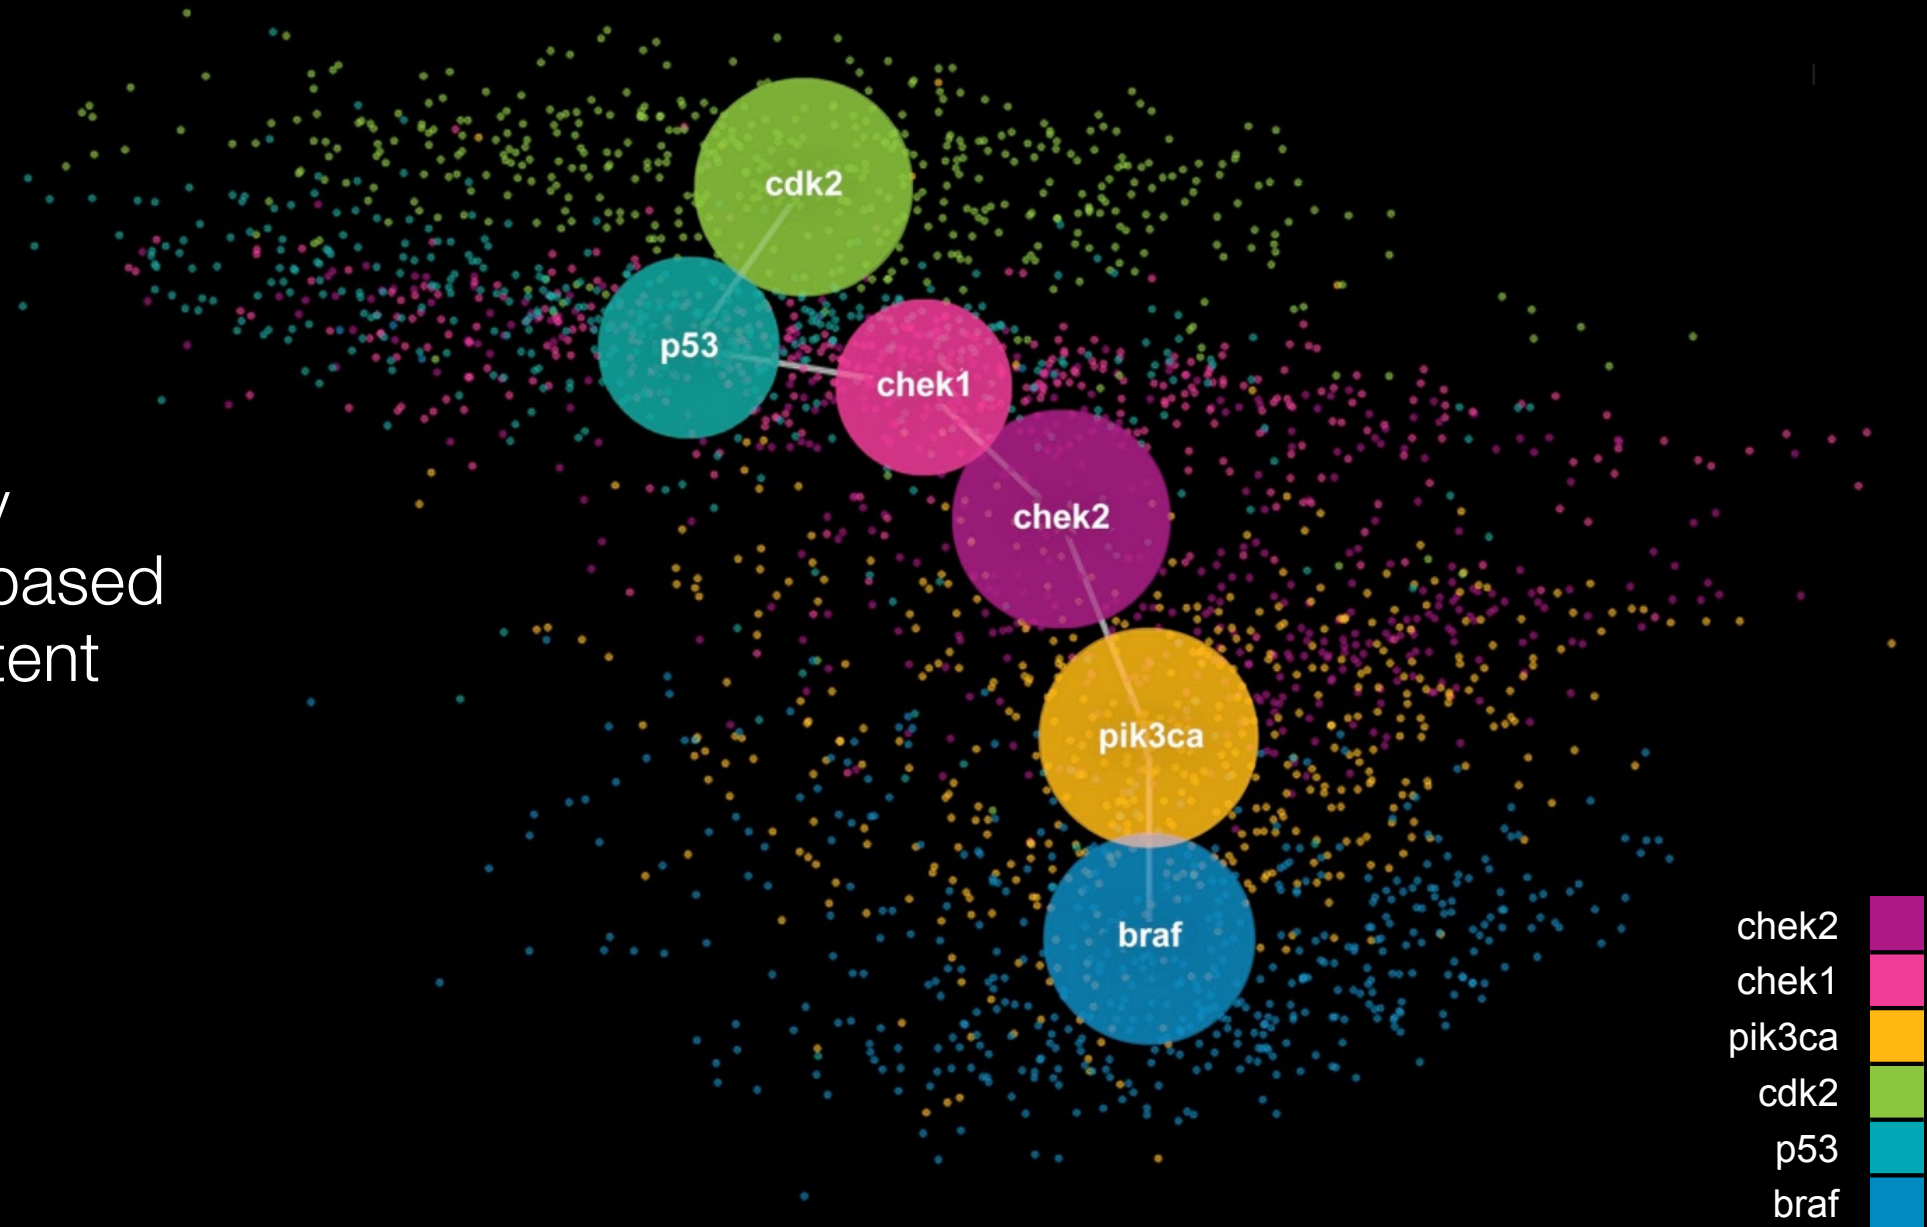 cdk2
p53
chek1
chek2
based
pik3ca
braf
chek2
chek1
pik3ca
cdk2
p53
braf